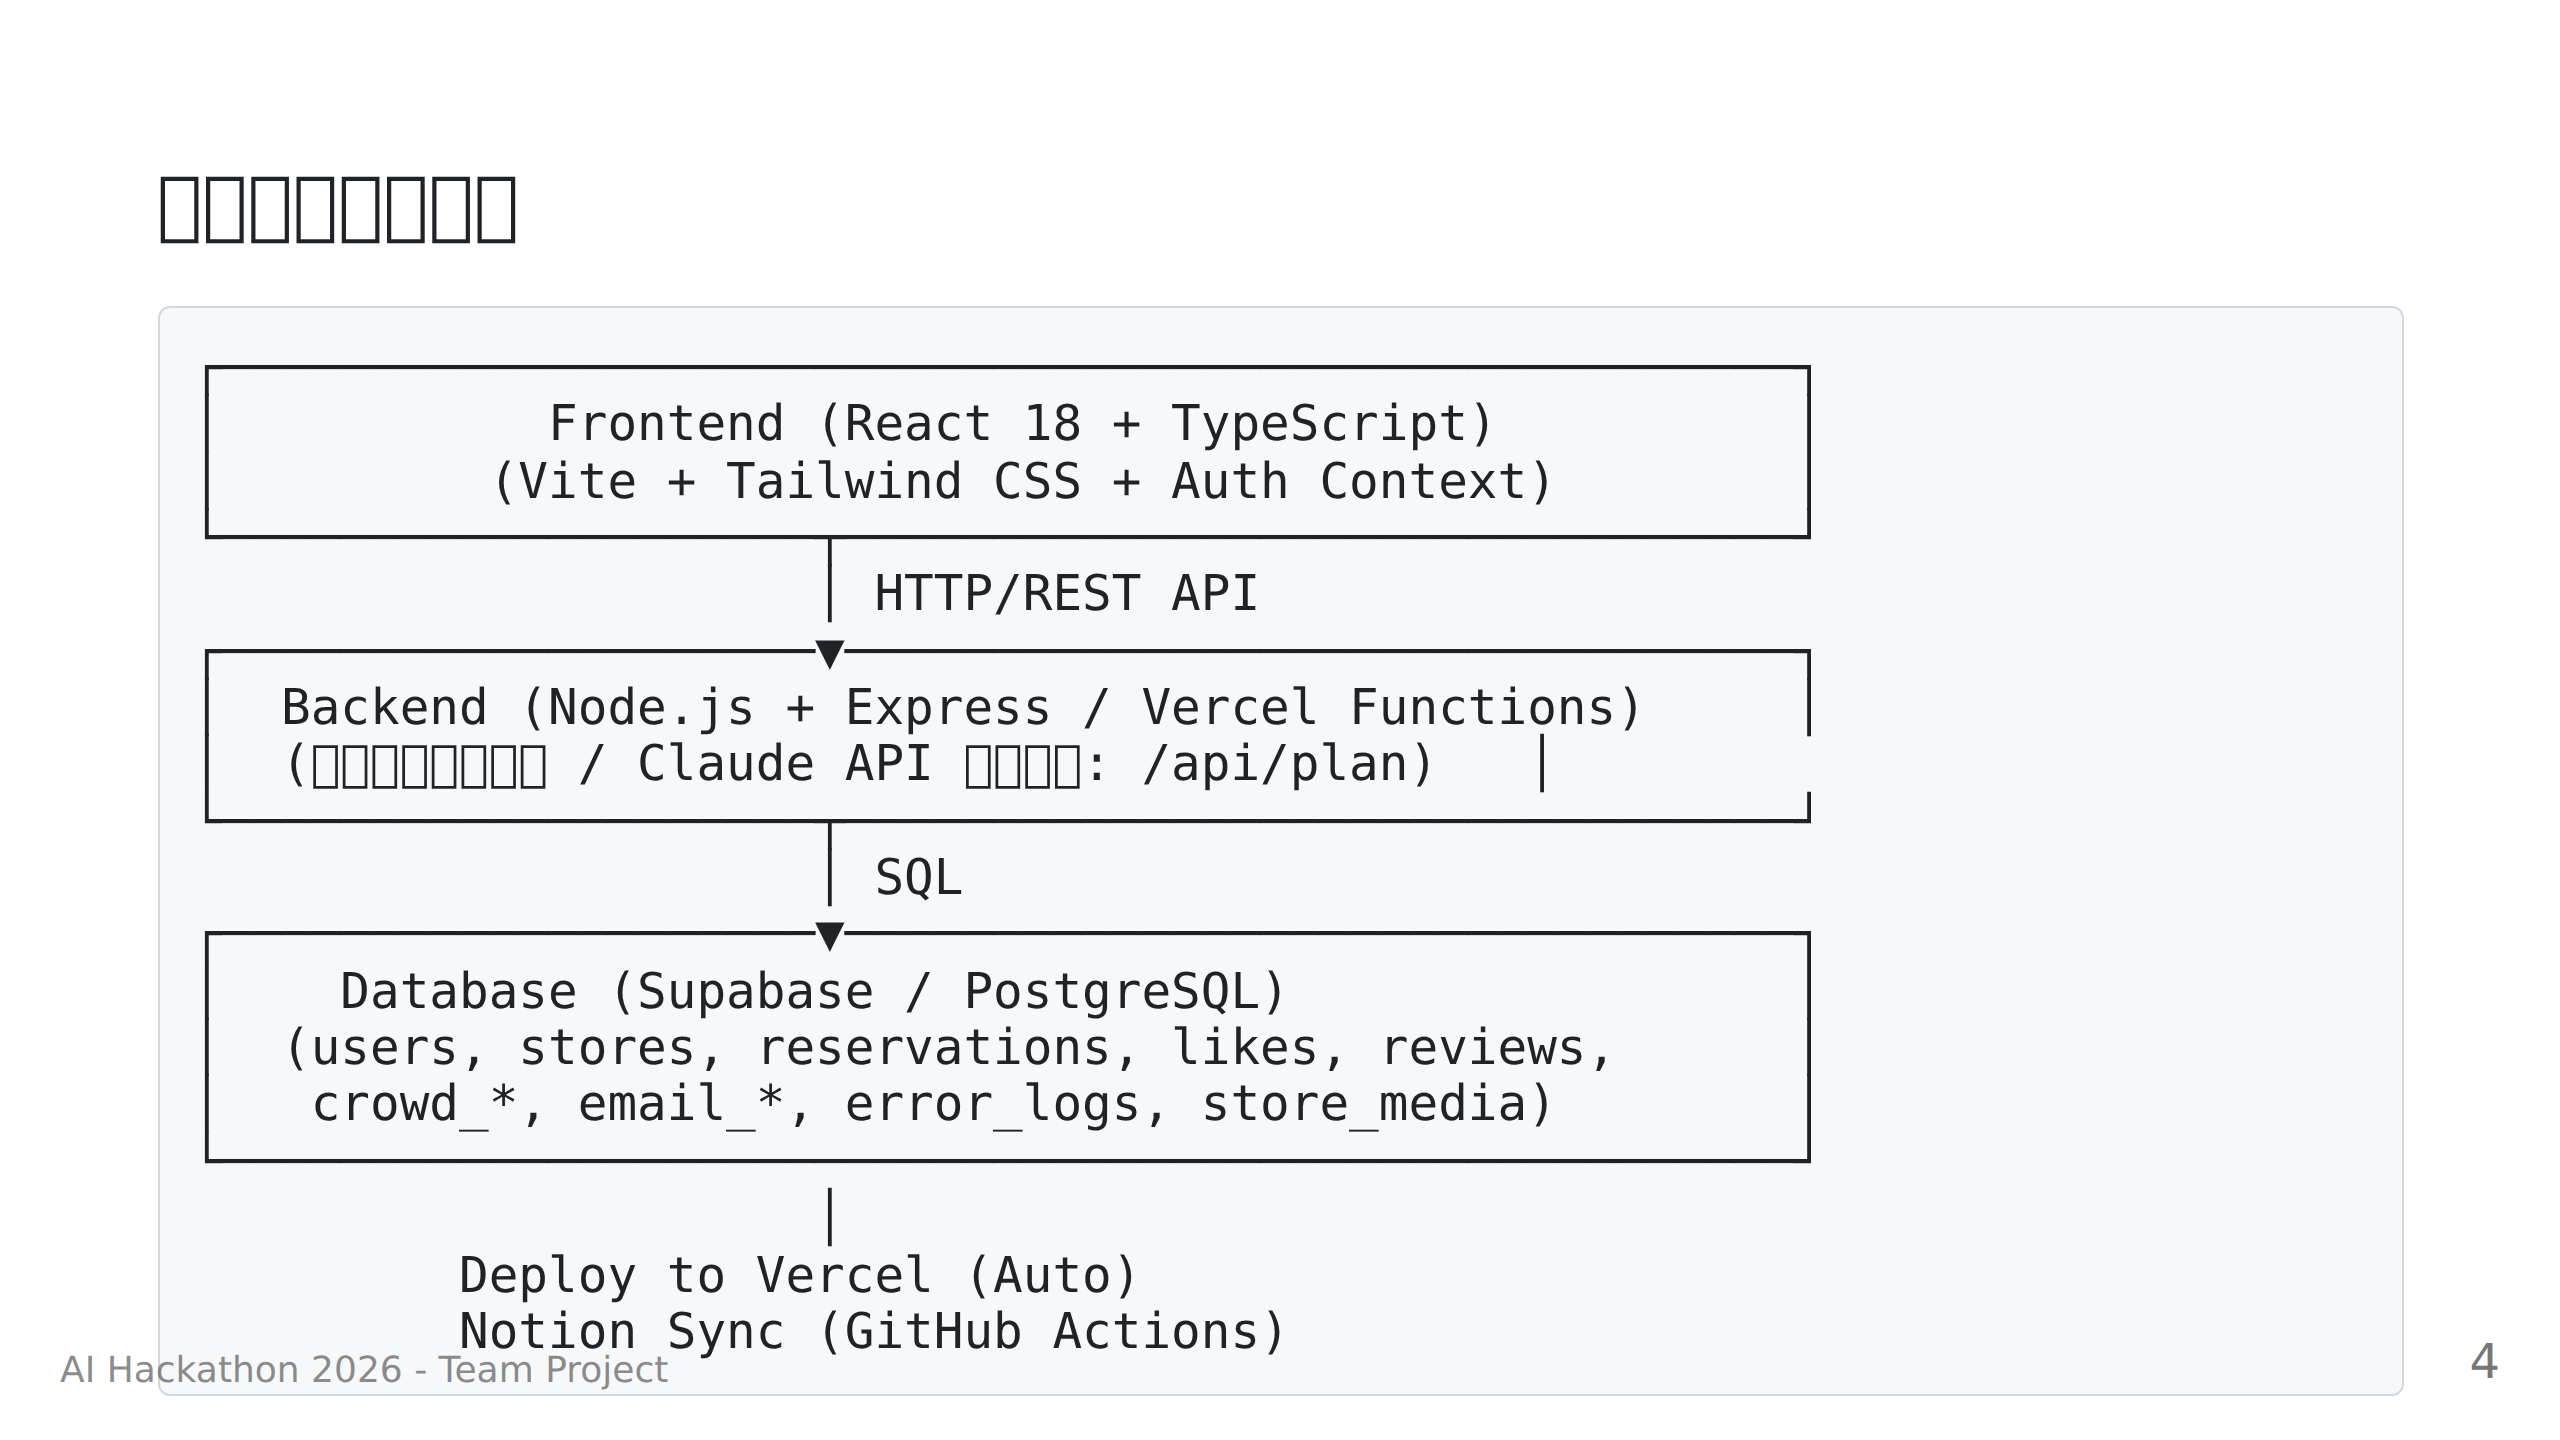 Frontend (React 18 + TypeScript)
(Vite + Tailwind CSS + Auth Context)
HTTP/REST API
Backend (Node.js + Express / Vercel Functions)
( / Claude API : /api/plan)
SQL
Database (Supabase / PostgreSQL)
(users, stores, reservations, likes, reviews,
crowd_*, email_*, error_logs, store_media)
Deploy to Vercel (Auto)
Notion Sync (GitHub Actions)
AI Hackathon 2026 - Team Project
4